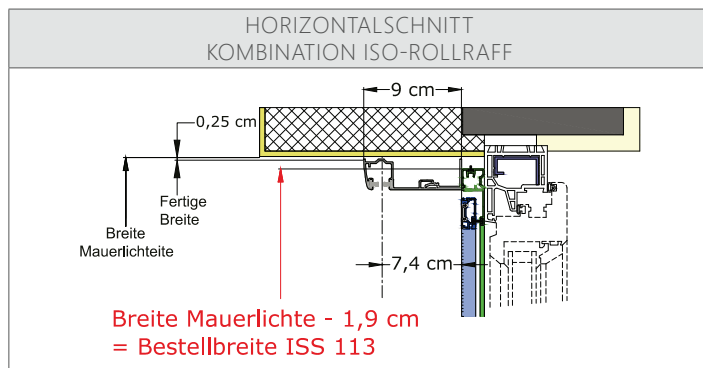 HORIZONTALSCHNITT
KOMBINATION ISO-ROLLRAFF
9 cm
0,25 cm
Fertige
Breite
Breite
Mauerlichteite
7,4 cm
Breite Mauerlichte - 1,9 cm
= Bestellbreite ISS 113